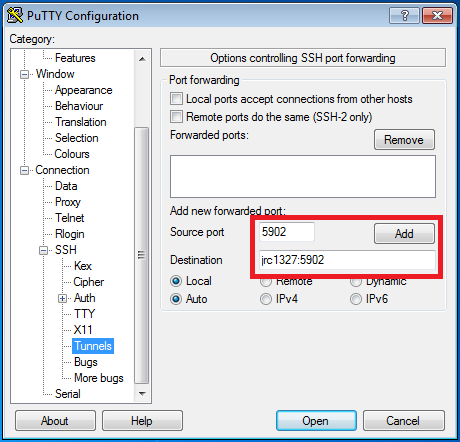 PuTTY Configuration
Category:
Features
Window
Appearance
Behaviour
Translation
Selection
Colours
Connection
Data
Proxy
Telnet
Rlogin
SSH
Kex
Cipher
Auth
TTY
X11
Tunnels
Bugs
More bugs
Serial
Options controlling SSH port forwarding
Port forwarding
Local ports accept connections from other hosts
Remote ports do the same (SSH-2 only)
Forwarded ports:
Remove
Add new forwarded port:
Source port 5902 Add
Destination jrc1327:5902
Local Remote Dynamic
Auto IPv4 IPv6
About Help Open Cancel